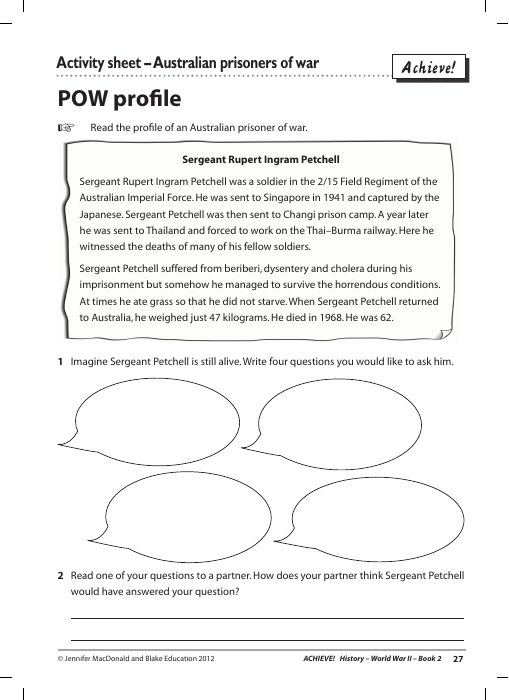 Activity sheet – Australian prisoners of war
Achieve!
POW profile
Read the profile of an Australian prisoner of war.
Sergeant Rupert Ingram Petchell
Sergeant Rupert Ingram Petchell was a soldier in the 2/15 Field Regiment of the
Australian Imperial Force. He was sent to Singapore in 1941 and captured by the
Japanese. Sergeant Petchell was then sent to Changi prison camp. A year later
he was sent to Thailand and forced to work on the Thai–Burma railway. Here he
witnessed the deaths of many of his fellow soldiers.
Sergeant Petchell suffered from beriberi, dysentery and cholera during his
imprisonment but somehow he managed to survive the horrendous conditions.
At times he ate grass so that he did not starve. When Sergeant Petchell returned
to Australia, he weighed just 47 kilograms. He died in 1968. He was 62.
1 Imagine Sergeant Petchell is still alive. Write four questions you would like to ask him.
2 Read one of your questions to a partner. How does your partner think Sergeant Petchell
would have answered your question?
© Jennifer MacDonald and Blake Education 2012
ACHIEVE! History – World War II – Book 2 27